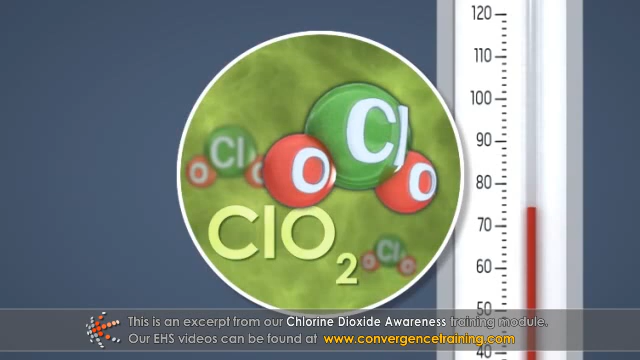 120
110
100
90
80
70
60
50
40
Cl
O
O
Cl
O
O
ClO2
Cl
O
O
This is an excerpt from our Chlorine Dioxide Awareness training module.
Our EHS videos can be found at www.convergencetraining.com